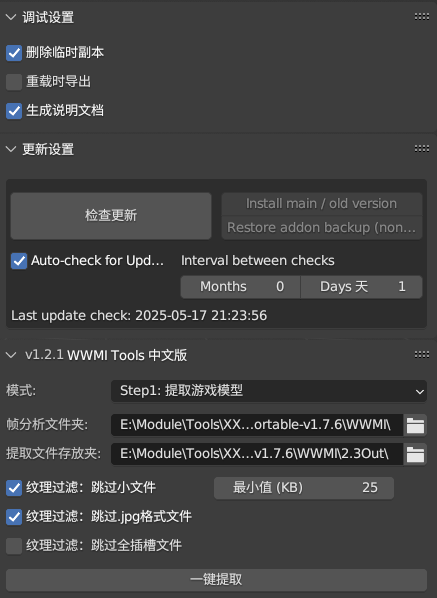 调试设置
删除临时副本
重载时导出
生成说明文档
更新设置
检查更新
Install main / old version
Restore addon backup (non...
Auto-check for Upd...
Interval between checks
Months 0
Days 天 1
Last update check: 2025-05-17 21:23:56
v1.2.1 WWMI Tools 中文版
模式:
Step1: 提取游戏模型
帧分析文件夹:
E:\Module\Tools\XX...ortable-v1.7.6\WWMI\
提取文件存放夹:
E:\Module\Tools\XX...v1.7.6\WWMI\2.3Out\
纹理过滤：跳过小文件
最小值 (KB) 25
纹理过滤：跳过.jpg格式文件
纹理过滤：跳过全插槽文件
一键提取